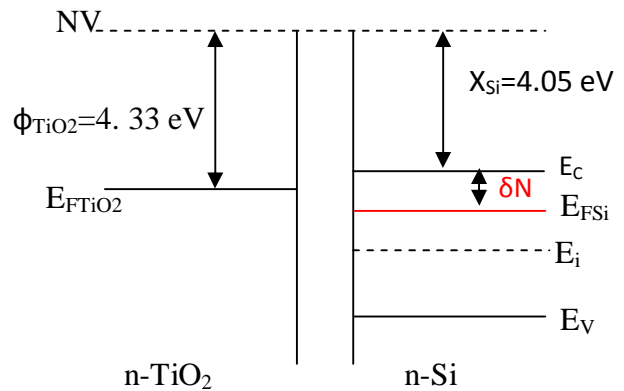 NV
ϕTiO2=4. 33 eV
EFTiO2
XSi=4.05 eV
EC
δN
EFSi
Ei
EV
n-TiO2
n-Si